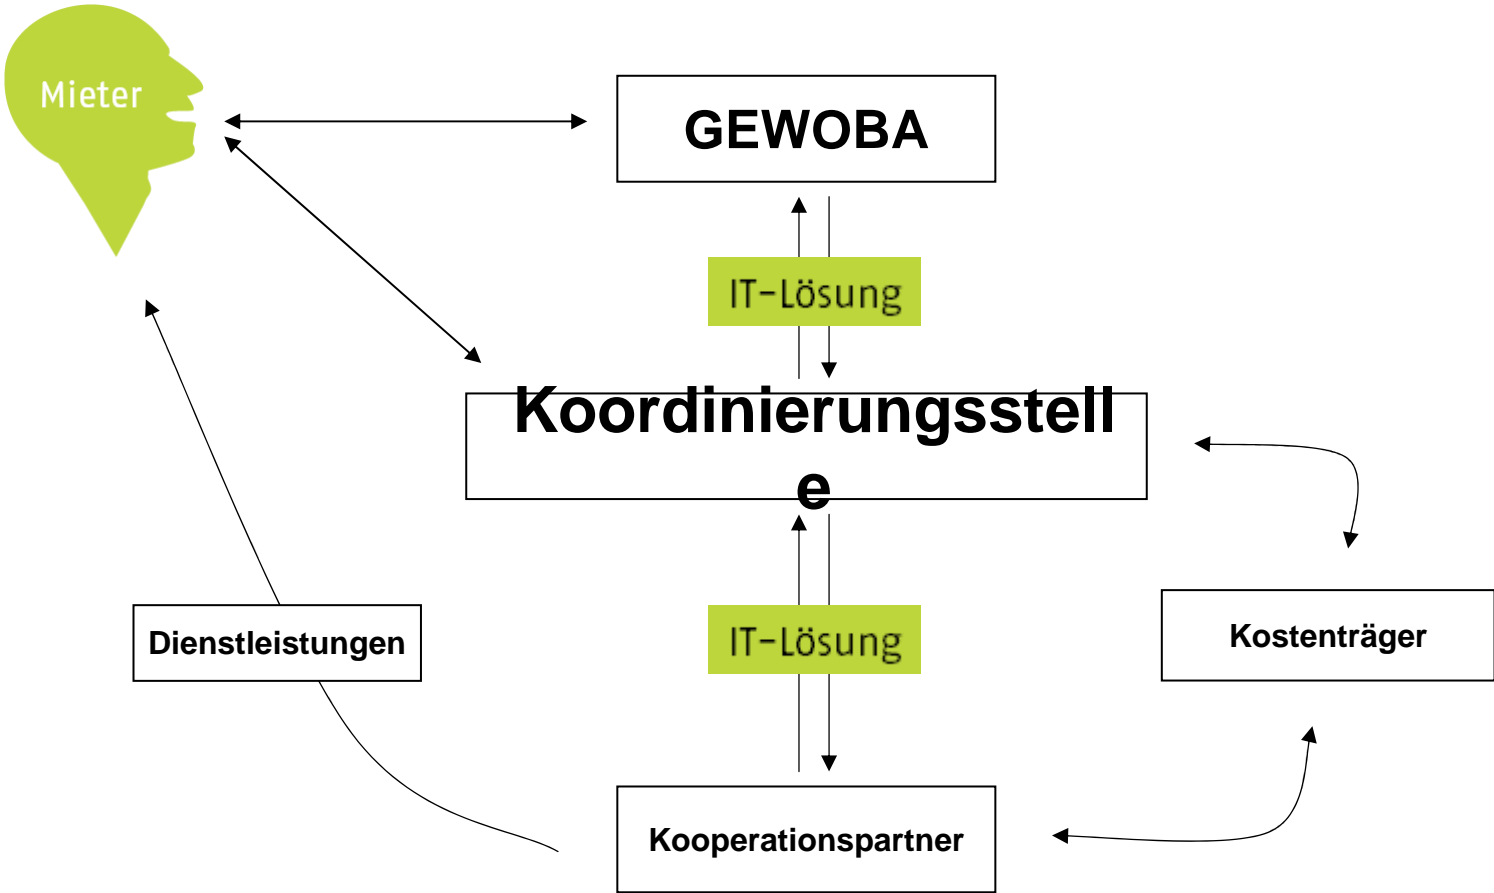 Mieter
GEWOBA
IT-Lösung
Koordinierungsstell
e
Dienstleistungen
IT-Lösung
Kostenträger
Kooperationspartner